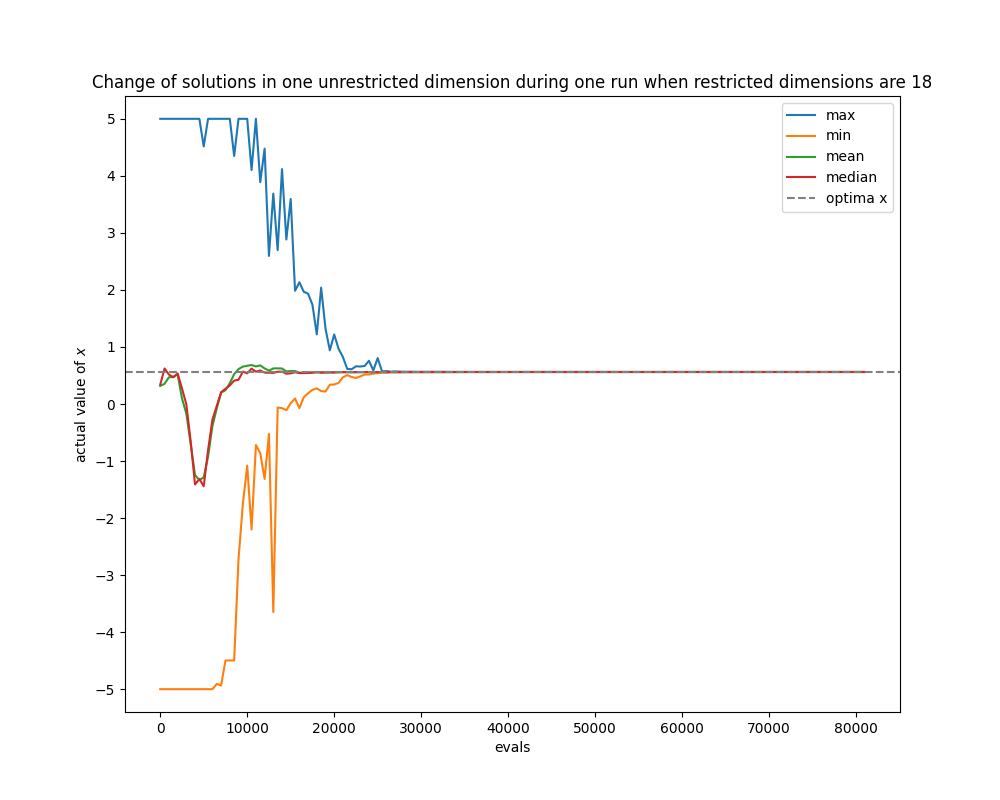 Change of solutions in one unrestricted dimension during one run when restricted dimensions are 18
max
min
mean
median
optima x
5
4
3
2
1
0
−1
−2
−3
−4
−5
actual value of x
0 10000 20000 30000 40000 50000 60000 70000 80000
evals